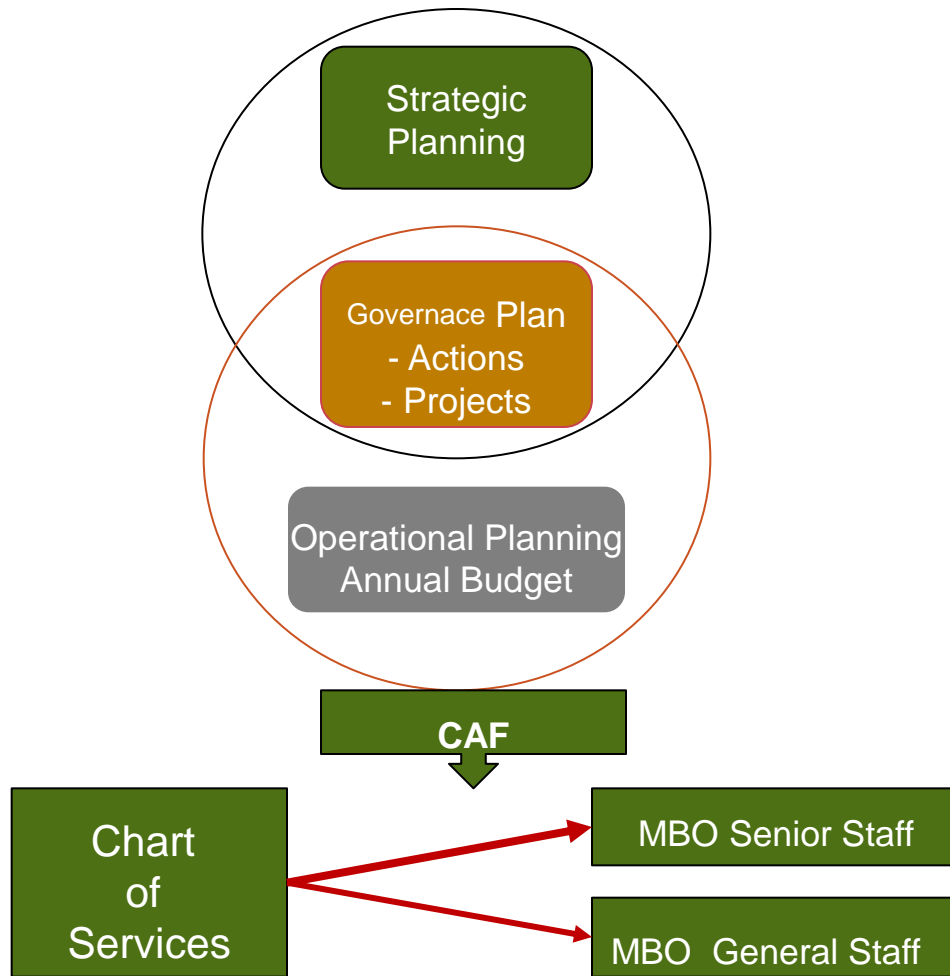 Strategic
Planning
Governace Plan
- Actions
- Projects
Operational Planning
Annual Budget
CAF
Chart
of
Services
MBO Senior Staff
MBO General Staff